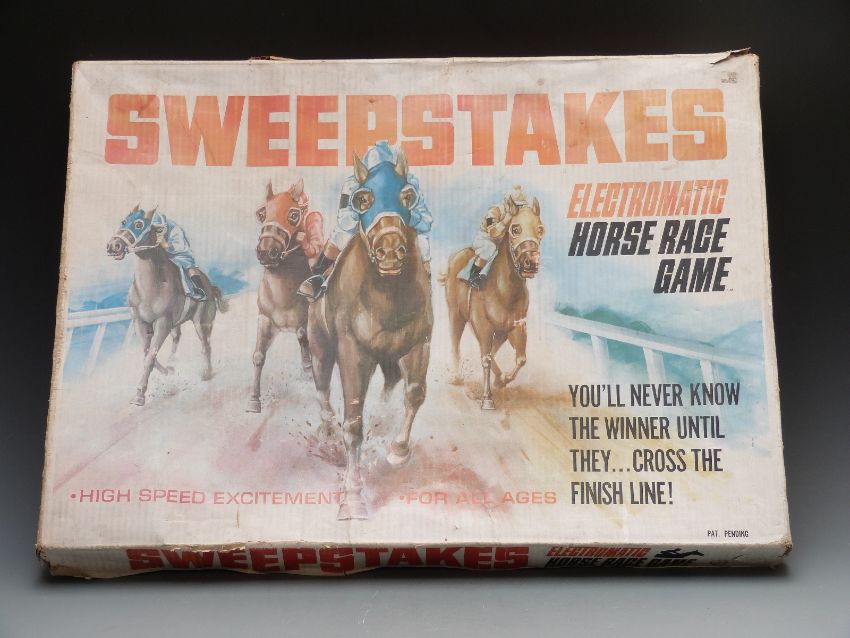 SWEEPSTAKES
ELECTROMATIC
HORSE RACE
GAME
YOU'LL NEVER KNOW
THE WINNER UNTIL
THEY...CROSS THE
FINISH LINE!
•HIGH SPEED EXCITEMENT •FOR ALL AGES
PAT. PENDING
SWEEPSTAKES
ELECTROMATIC
HORSE RACE GAME